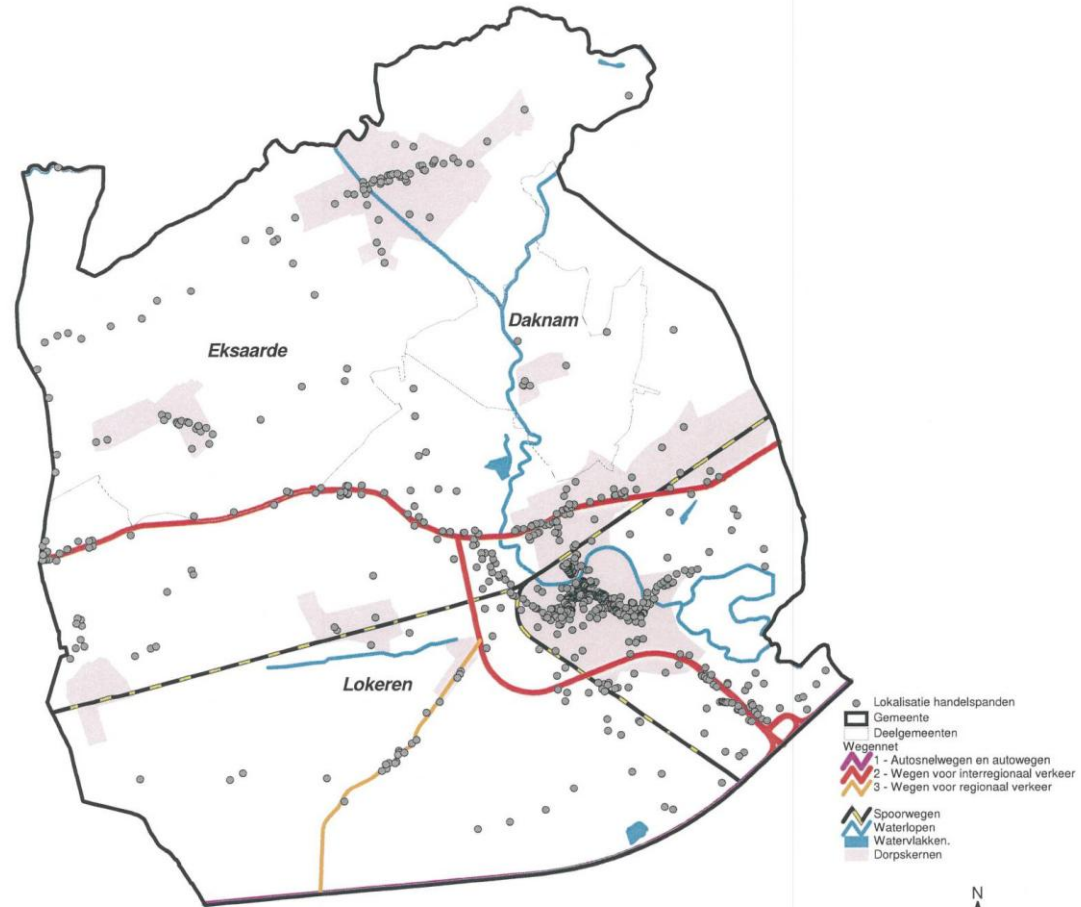 Daknam
Eksaarde
Lokeren
Lokalisatie handelspanden
Gemeente
Deelgemeenten
Wegennet
1 - Autosnelwegen en autowegen
2 - Wegen voor interregionaal verkeer
3 - Wegen voor regionaal verkeer
Spoorwegen
Waterlopen
Watervlakken.
Dorpskernen
N